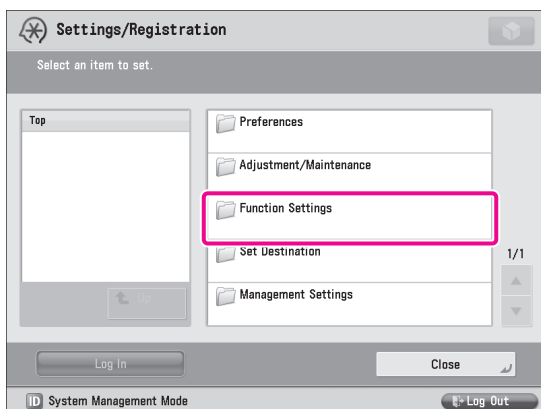 Settings/Registration
Select an item to set.
Top
Preferences
Adjustment/Maintenance
Function Settings
Set Destination
Management Settings
1/1
Up
Log In
Close
ID System Management Mode
Log Out